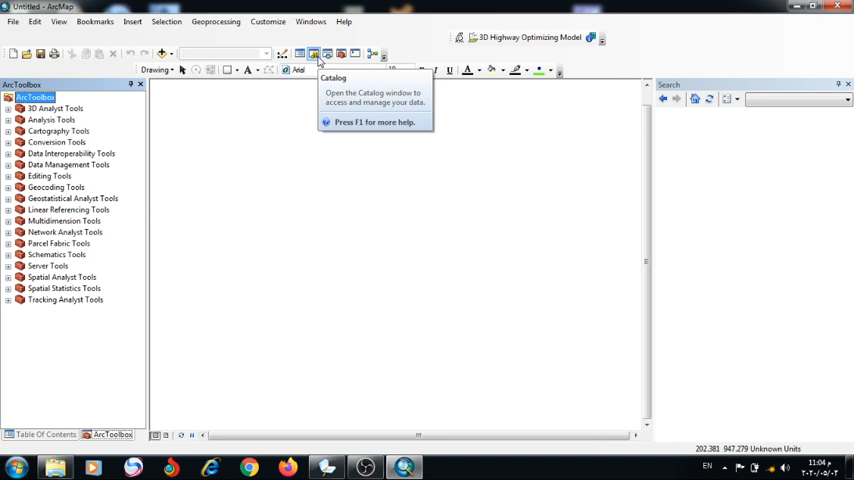 Untitled - ArcMap
File Edit View Bookmarks Insert Selection Geoprocessing Customize Windows Help
3D Highway Optimizing Model
Drawing Arial 10 B I U A
Catalog
Open the Catalog window to
access and manage your data.
Press F1 for more help.
ArcToolbox
ArcToolbox
3D Analyst Tools
Analysis Tools
Cartography Tools
Conversion Tools
Data Interoperability Tools
Data Management Tools
Editing Tools
Geocoding Tools
Geostatistical Analyst Tools
Linear Referencing Tools
Multidimension Tools
Network Analyst Tools
Parcel Fabric Tools
Schematics Tools
Server Tools
Spatial Analyst Tools
Spatial Statistics Tools
Tracking Analyst Tools
Search
Table Of Contents ArcToolbox
202.381 947.279 Unknown Units
EN
11:04 م
٢٠٢٠/٠٥/٠٢